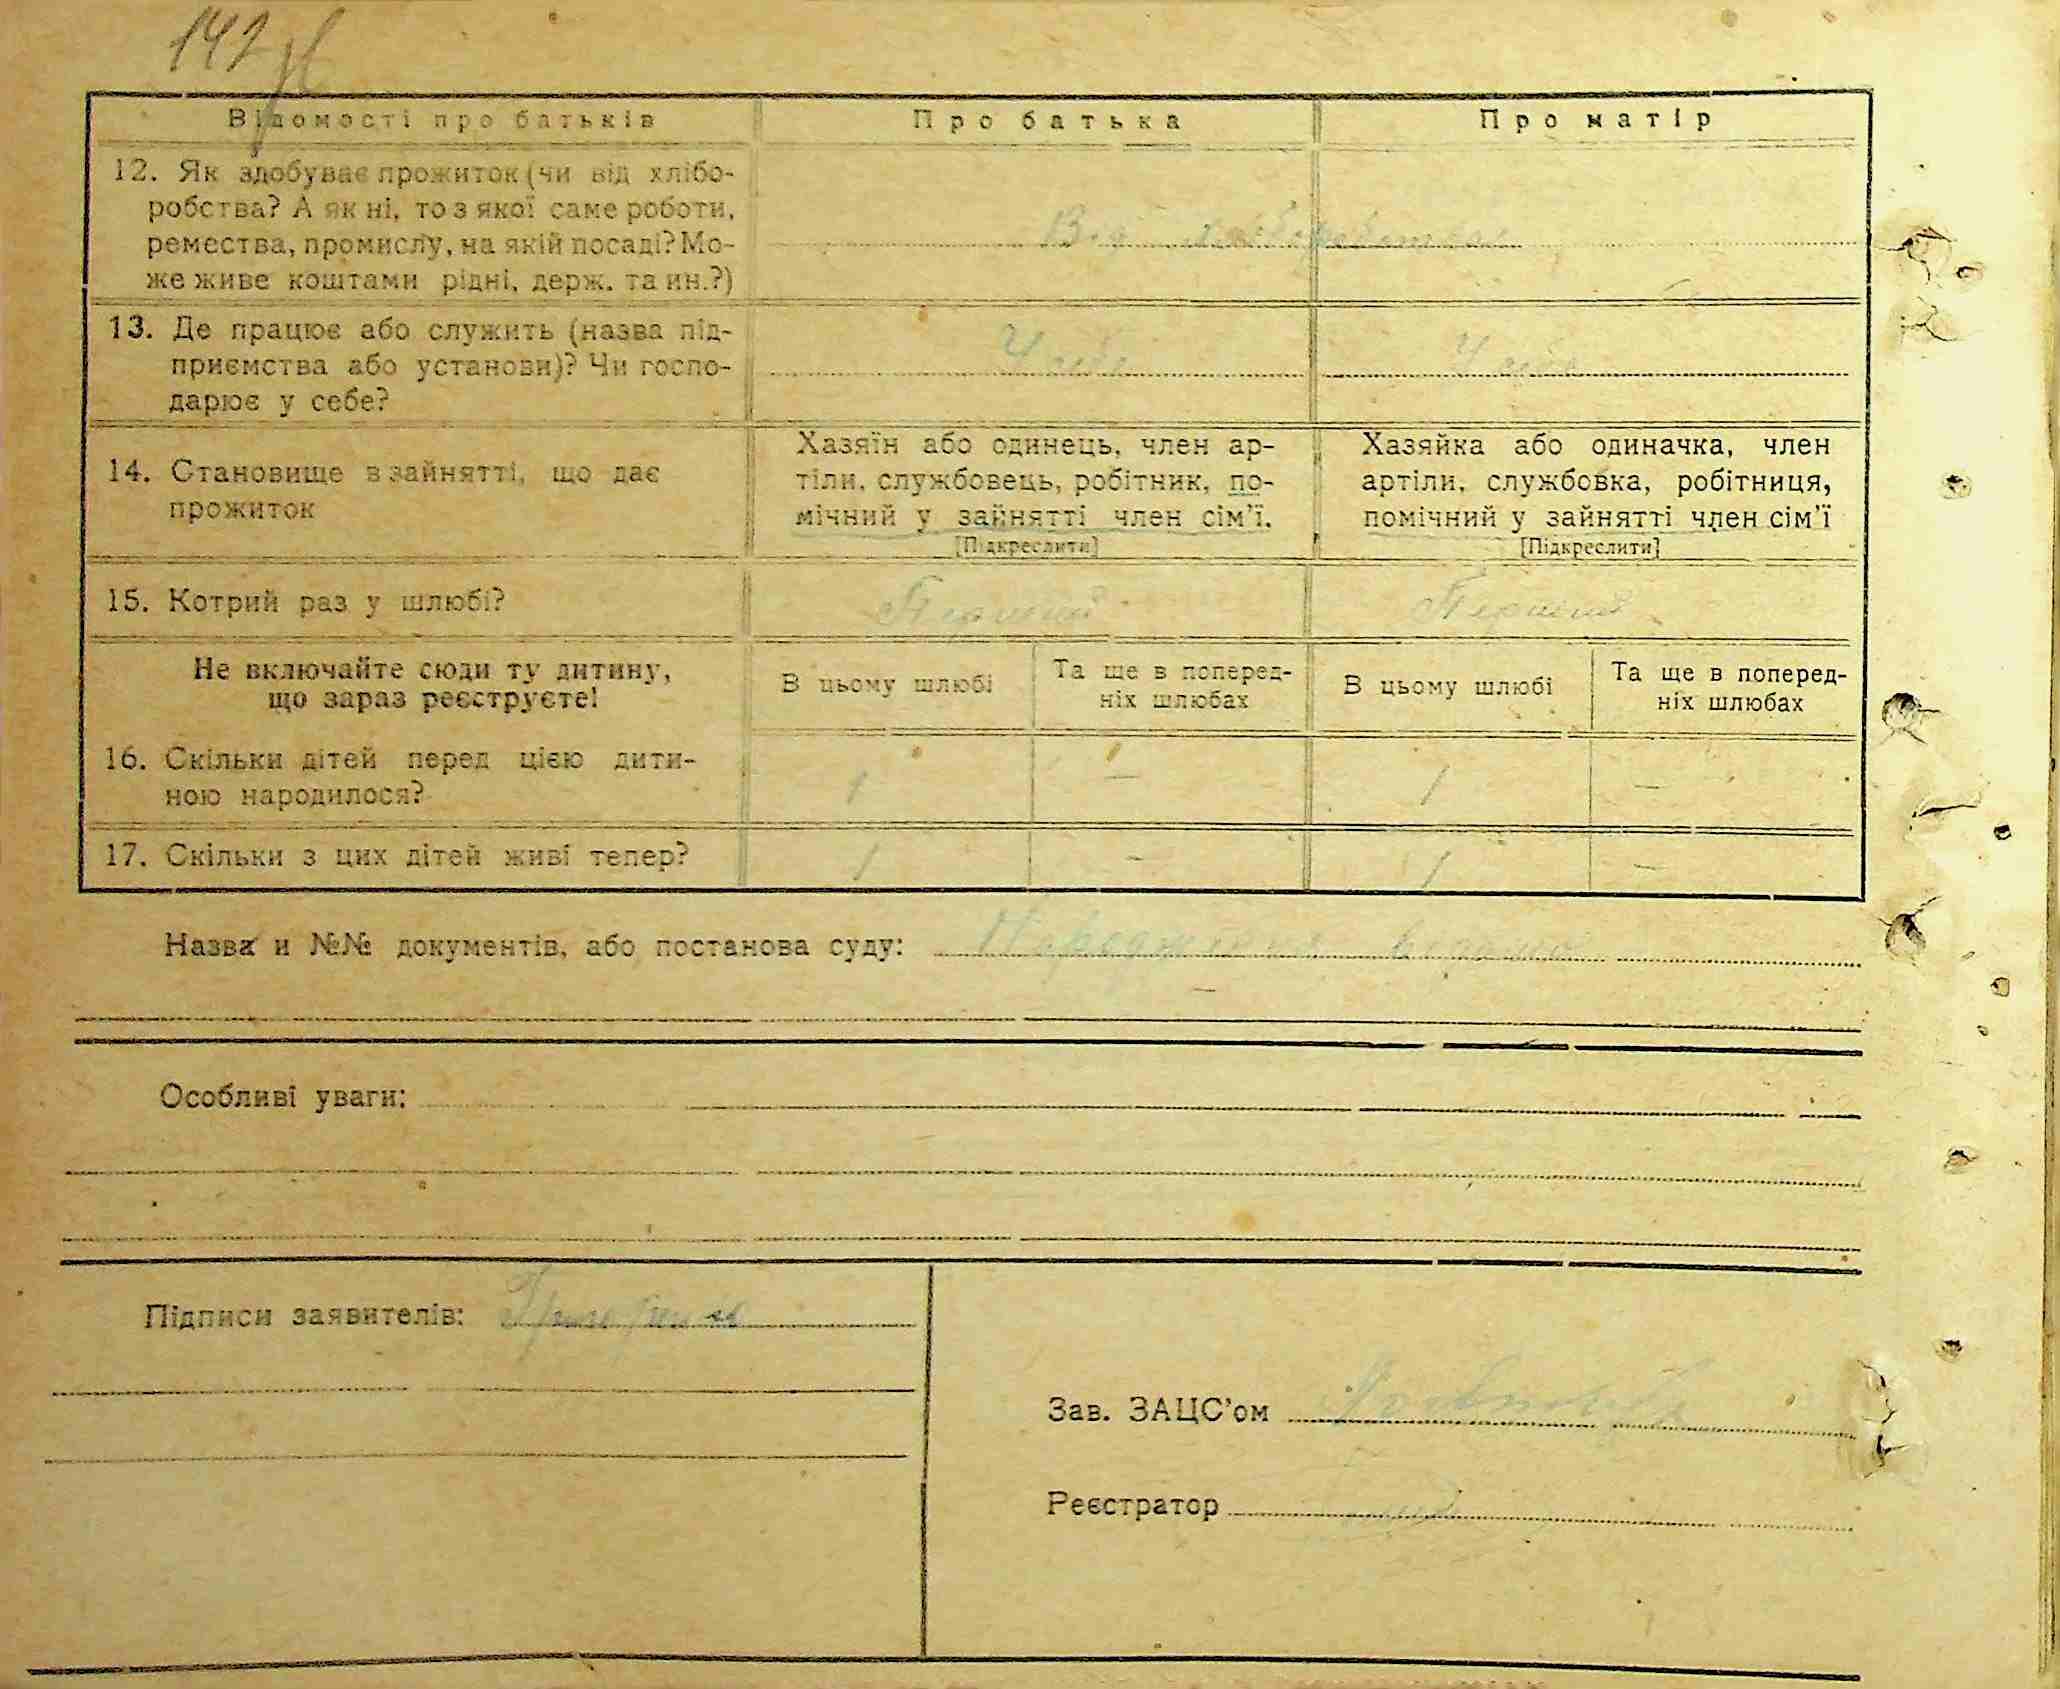 142
Відомості про батьків
Про батька
Про матір
12. Як здобуває прожиток (чи від хлібо-
робства? А як ні, то з якої саме роботи,
ремества, промислу, на якій посаді? Мо-
же живе коштами рідні, держ. та ин.?)
Від хліборобства
13. Де працює або служить (назва під-
приємства або установи)? Чи госпо-
дарює у себе?
У себе
У себе
14. Становище в зайнятті, що дає
прожиток
Хазяїн або одинець, член ар-
тіли, службовець, робітник, по-
мічний у зайнятті член сім'ї.
[Підкреслити]
Хазяйка або одиначка, член
артіли, службовка, робітниця,
помічний у зайнятті член сім'ї
[Підкреслити]
15. Котрий раз у шлюбі?
Перший
Перший
Не включайте сюди ту дитину,
що зараз реєструєте!
В цьому шлюбі
Та ще в поперед-
ніх шлюбах
В цьому шлюбі
Та ще в поперед-
ніх шлюбах
16. Скільки дітей перед цією дити-
ною народилося?
1 — 1 —
17. Скільки з цих дітей живі тепер?
1 — 1 —
Назва и №№ документів, або постанова суду:
Особливі уваги:
Підписи заявителів:
Зав. ЗАЦС'ом
Реєстратор